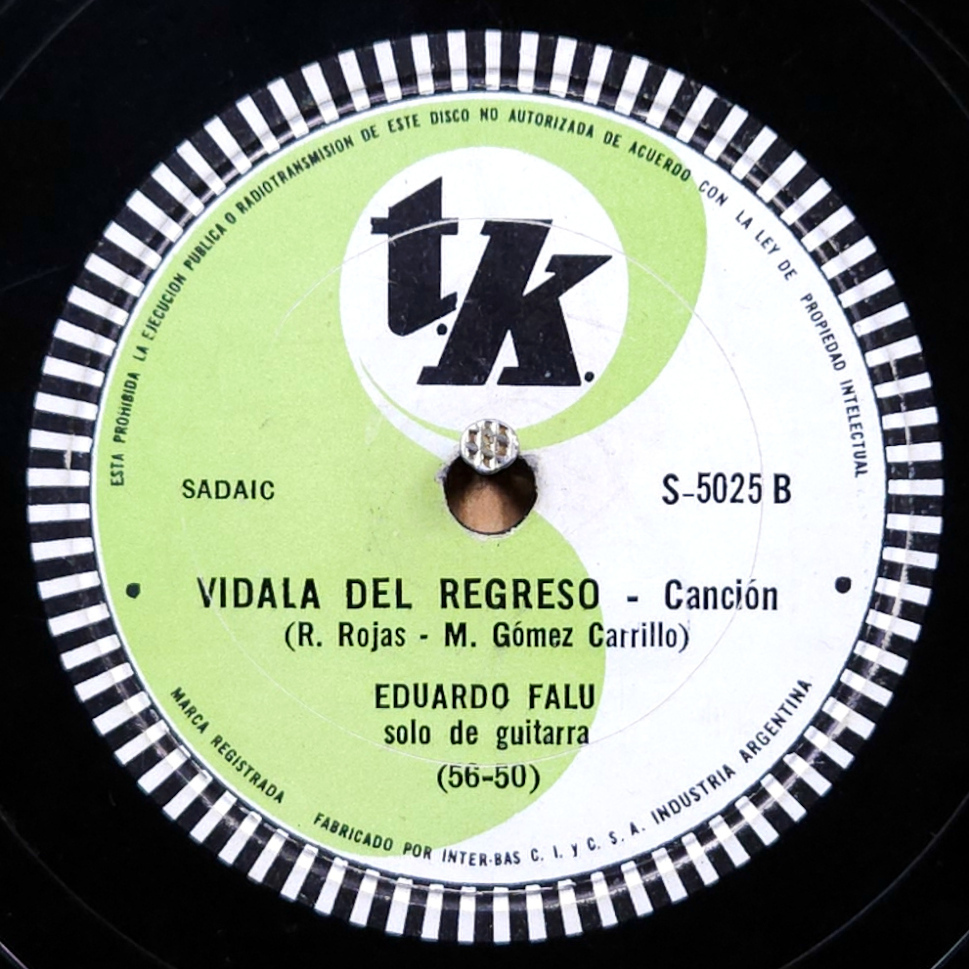 ESTA PROHIBIDA LA EJECUCION PUBLICA O RADIOTRANSMISION DE ESTE DISCO NO AUTORIZADA DE ACUERDO CON LA LEY DE PROPIEDAD INTELECTUAL
t.k.
SADAIC
S-5025 B
VIDALA DEL REGRESO - Canción
(R. Rojas - M. Gómez Carrillo)
EDUARDO FALU
solo de guitarra
(56-50)
MARCA REGISTRADA
FABRICADO POR INTER-BAS C. I. y C. S. A. INDUSTRIA ARGENTINA